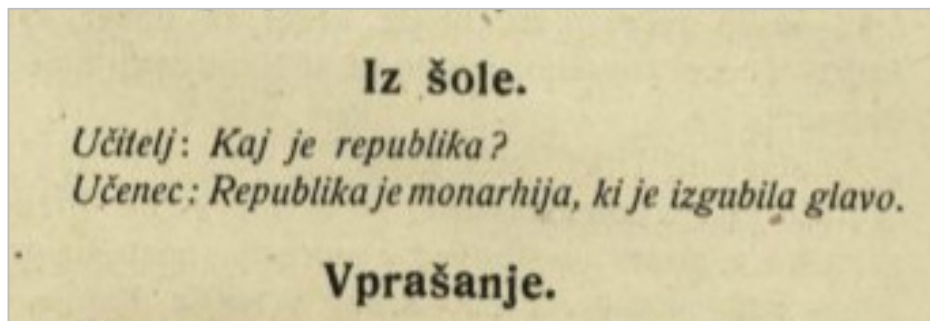 Iz šole.
Učitelj: Kaj je republika?
Učenec: Republika je monarhija, ki je izgubila glavo.
Vprašanje.